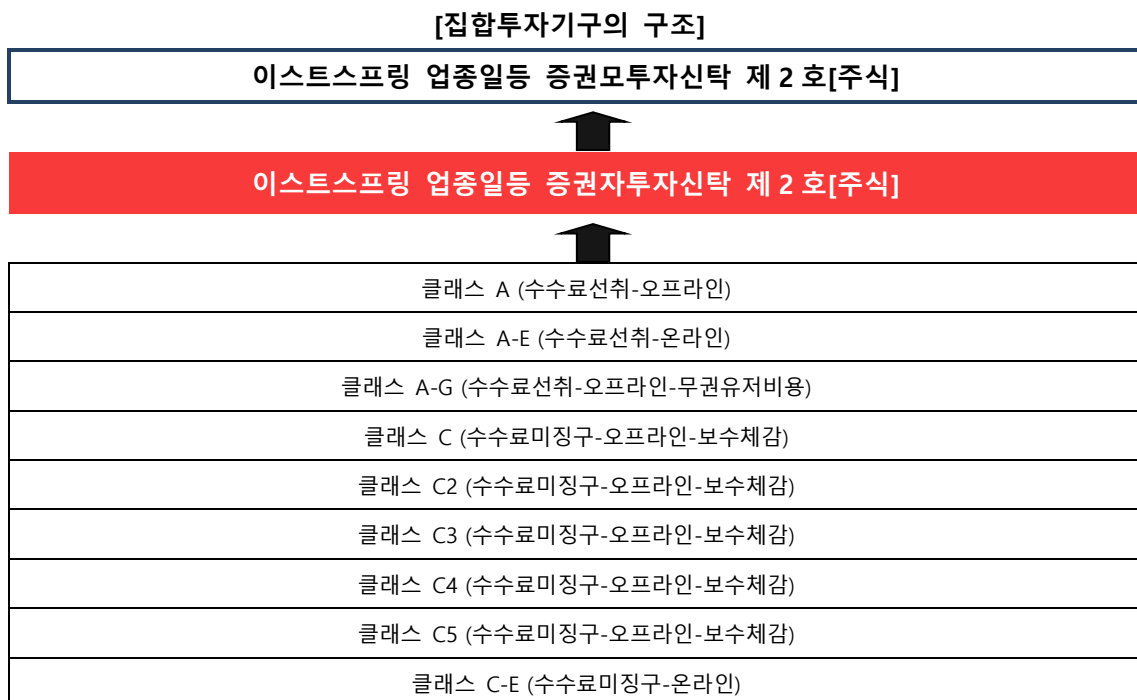 [집합투자기구의 구조]
이스트스프링 업종일등 증권모투자신탁 제 2 호[주식]
이스트스프링 업종일등 증권자투자신탁 제 2 호[주식]
클래스 A (수수료선취-오프라인)
클래스 A-E (수수료선취-온라인)
클래스 A-G (수수료선취-오프라인-무권유저비용)
클래스 C (수수료미징구-오프라인-보수체감)
클래스 C2 (수수료미징구-오프라인-보수체감)
클래스 C3 (수수료미징구-오프라인-보수체감)
클래스 C4 (수수료미징구-오프라인-보수체감)
클래스 C5 (수수료미징구-오프라인-보수체감)
클래스 C-E (수수료미징구-온라인)